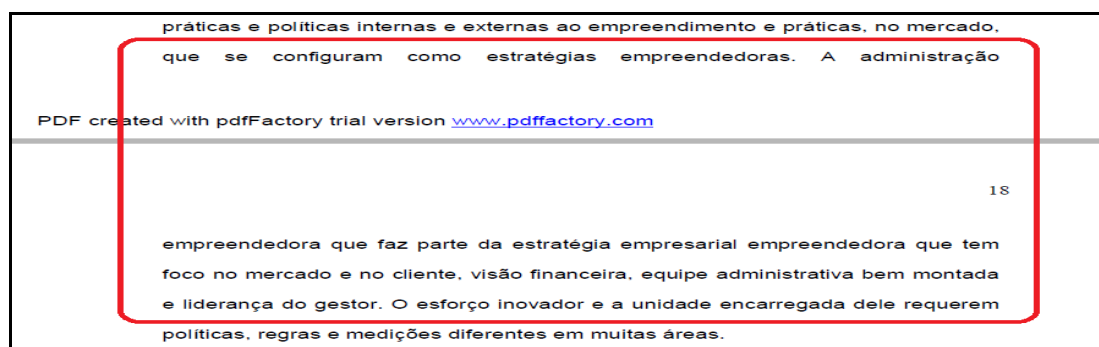 práticas e políticas internas e externas ao empreendimento e práticas, no mercado,
que se configuram como estratégias empreendedoras. A administração
PDF created with pdfFactory trial version www.pdffactory.com
18
empreendedora que faz parte da estratégia empresarial empreendedora que tem
foco no mercado e no cliente, visão financeira, equipe administrativa bem montada
e liderança do gestor. O esforço inovador e a unidade encarregada dele requerem
políticas, regras e medições diferentes em muitas áreas.